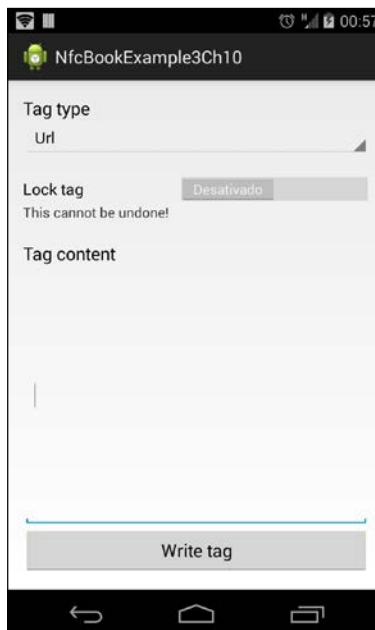 00:57
NfcBookExample3Ch10
Tag type
Url
Lock tag
Desativado
This cannot be undone!
Tag content
Write tag